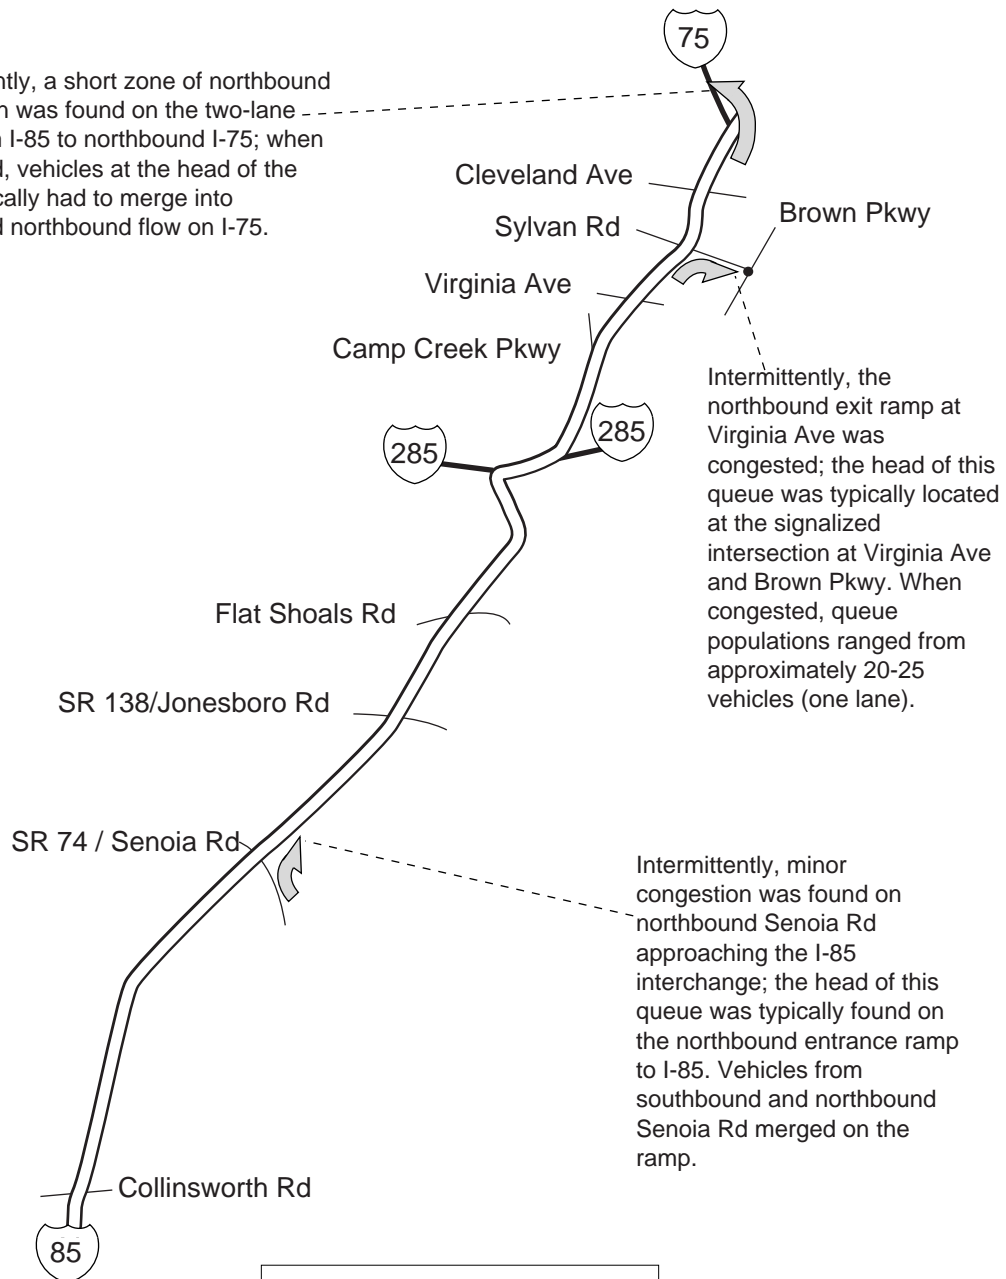 75
ntly, a short zone of northbound
n was found on the two-lane
n I-85 to northbound I-75; when
d, vehicles at the head of the
ically had to merge into
d northbound flow on I-75.
Cleveland Ave
Brown Pkwy
Sylvan Rd
Virginia Ave
Camp Creek Pkwy
Intermittently, the
northbound exit ramp at
Virginia Ave was
congested; the head of this
queue was typically located
at the signalized
intersection at Virginia Ave
and Brown Pkwy. When
congested, queue
populations ranged from
approximately 20-25
vehicles (one lane).
285
285
Flat Shoals Rd
SR 138/Jonesboro Rd
SR 74 / Senoia Rd
Intermittently, minor
congestion was found on
northbound Senoia Rd
approaching the I-85
interchange; the head of this
queue was typically found on
the northbound entrance ramp
to I-85. Vehicles from
southbound and northbound
Senoia Rd merged on the
ramp.
Collinsworth Rd
85